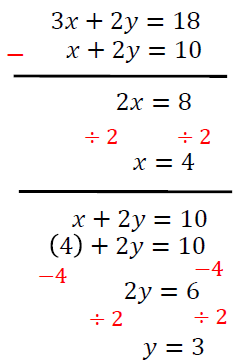 3x + 2y = 18
− x + 2y = 10
2x = 8
÷ 2 ÷ 2
x = 4
x + 2y = 10
(4) + 2y = 10
−4 −4
2y = 6
÷ 2 ÷ 2
y = 3